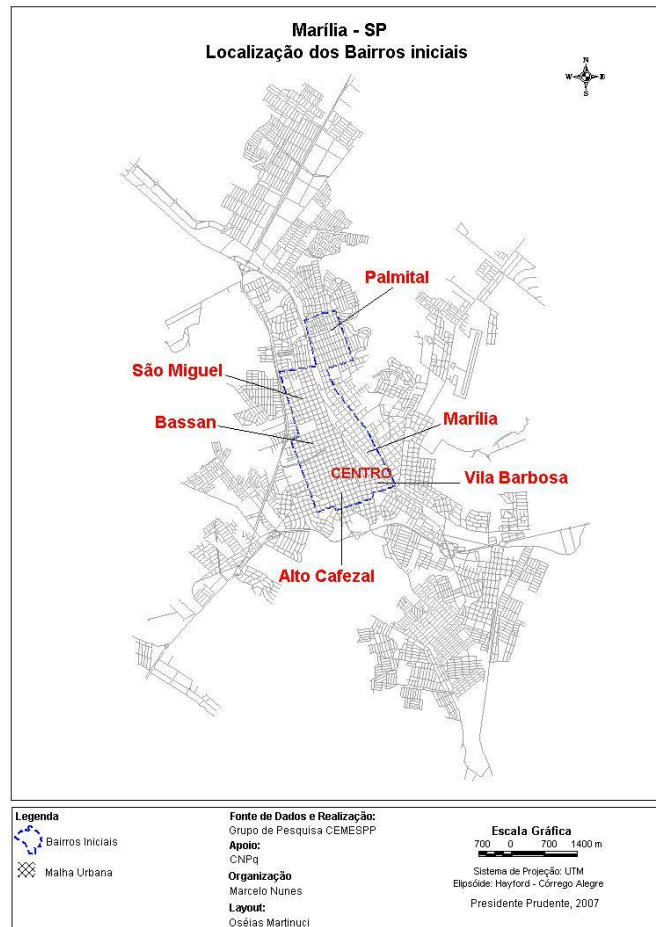 Marília - SP
Localização dos Bairros iniciais
N
W E
S
Palmital
São Miguel
Bassan
Marília
CENTRO
Vila Barbosa
Alto Cafezal
Legenda
Bairros Iniciais
Malha Urbana
Fonte de Dados e Realização:
Grupo de Pesquisa CEMESPP
Apoio:
CNPq
Organização
Marcelo Nunes
Layout:
Oséias Martinuci
Escala Gráfica
700 0 700 1400 m
Sistema de Projeção: UTM
Elipsóide: Hayford - Córrego Alegre
Presidente Prudente, 2007